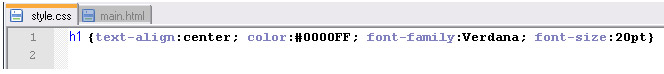 style.css main.html
1 h1 {text-align:center; color:#0000FF; font-family:Verdana; font-size:20pt}
2